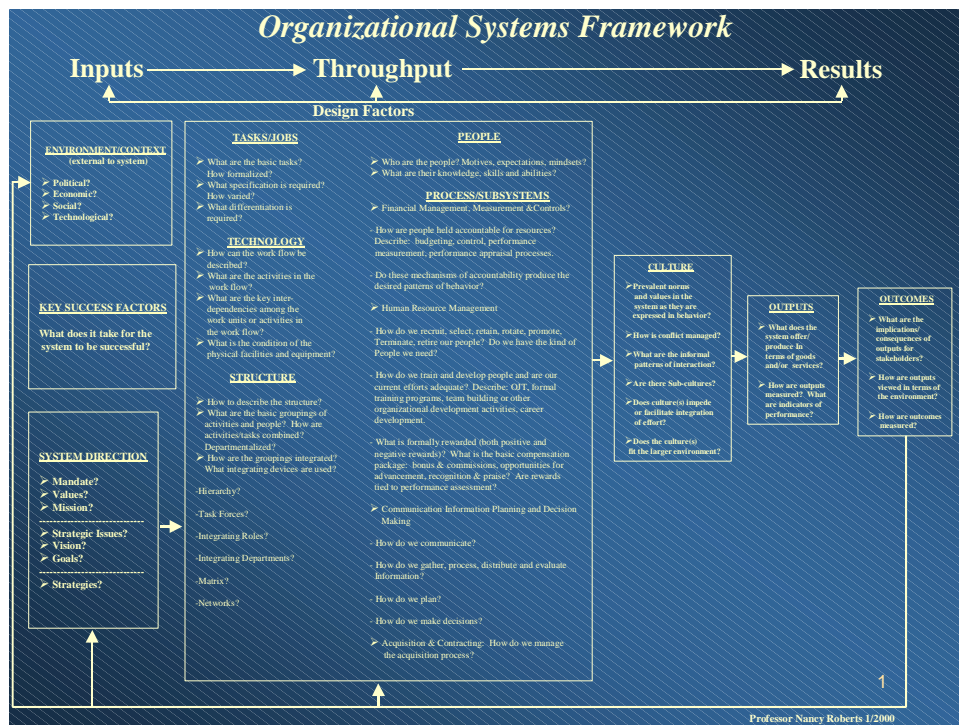 Organizational Systems Framework
Inputs
Throughput
Results
Design Factors
ENVIRONMENT/CONTEXT
(external to system)
➢ Political?
➢ Economic?
➢ Social?
➢ Technological?
KEY SUCCESS FACTORS
What does it take for the
system to be successful?
SYSTEM DIRECTION
➢ Mandate?
➢ Values?
➢ Mission?
------------------------------
➢ Strategic Issues?
➢ Vision?
➢ Goals?
------------------------------
➢ Strategies?
TASKS/JOBS
➢ What are the basic tasks?
How formalized?
➢ What specification is required?
How varied?
➢ What differentiation is
required?
TECHNOLOGY
➢ How can the work flow be
described?
➢ What are the activities in the
work flow?
➢ What are the key inter-
dependencies among the
work units or activities in
the work flow?
➢ What is the condition of the
physical facilities and equipment?
STRUCTURE
➢ How to describe the structure?
➢ What are the basic groupings of
activities and people?  How are
activities/tasks combined?
Departmentalized?
➢ How are the groupings integrated?
What integrating devices are used?
-Hierarchy?
-Task Forces?
-Integrating Roles?
-Integrating Departments?
-Matrix?
-Networks?
PEOPLE
➢ Who are the people? Motives, expectations, mindsets?
➢ What are their knowledge, skills and abilities?
PROCESS/SUBSYSTEMS
➢ Financial Management, Measurement &Controls?
- How are people held accountable for resources?
Describe:  budgeting, control, performance
measurement, performance appraisal processes.
- Do these mechanisms of accountability produce the
desired patterns of behavior?
➢ Human Resource Management
- How do we recruit, select, retain, rotate, promote,
Terminate, retire our people?  Do we have the kind of
People we need?
- How do we train and develop people and are our
current efforts adequate?  Describe: OJT, formal
training programs, team building or other
organizational development activities, career
development.
- What is formally rewarded (both positive and
negative rewards)?  What is the basic compensation
package:  bonus & commissions, opportunities for
advancement, recognition & praise?  Are rewards
tied to performance assessment?
➢ Communication Information Planning and Decision
Making
- How do we communicate?
- How do we gather, process, distribute and evaluate
Information?
- How do we plan?
- How do we make decisions?
➢ Acquisition & Contracting:  How do we manage
the acquisition process?
CULTURE
➢Prevalent norms
and values in the
system as they are
expressed in behavior?
➢How is conflict managed?
➢What are the informal
patterns of interaction?
➢Are there Sub-cultures?
➢Does culture(s) impede
or facilitate integration
of effort?
➢ Does the culture(s)
fit the larger environment?
OUTPUTS
➢ What does the
system offer/
produce In
terms of goods
and/or  services?
➢ How are outputs
measured?  What
are indicators of
performance?
OUTCOMES
➢ What are the
implications/
consequences of
outputs for
stakeholders?
➢ How are outputs
viewed in terms of
the environment?
➢ How are outcomes
measured?
1
Professor Nancy Roberts 1/2000